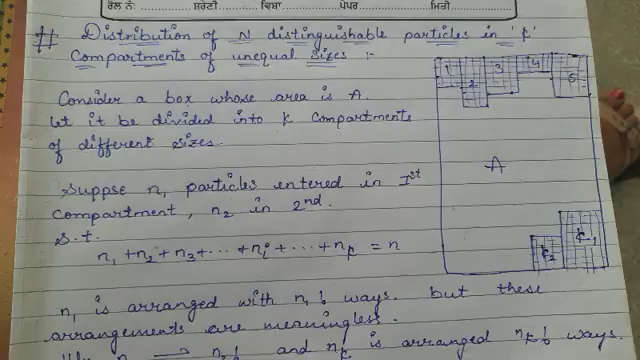 ਰੋਲ ਨੰ: ਸ਼ਰੇਣੀ: ਵਿਸ਼ਾ ਪੇਪਰ ਮਿਤੀ
# Distribution of N distinguishable particles in 'k'
Compartments of unequal sizes :-
1 2 3 4 5
Consider a box whose area is A.
Let it be divided into K compartments
of different sizes.
A
Suppse n1 particles entered in Ist
compartment, n2 in 2nd.
s.t.
n1 + n2 + n3 + ... + ni + ... + nk = n
n1 is arranged with n1! ways. but these
arrangements are meaningless.
n2! and nk is arranged nk! ways.